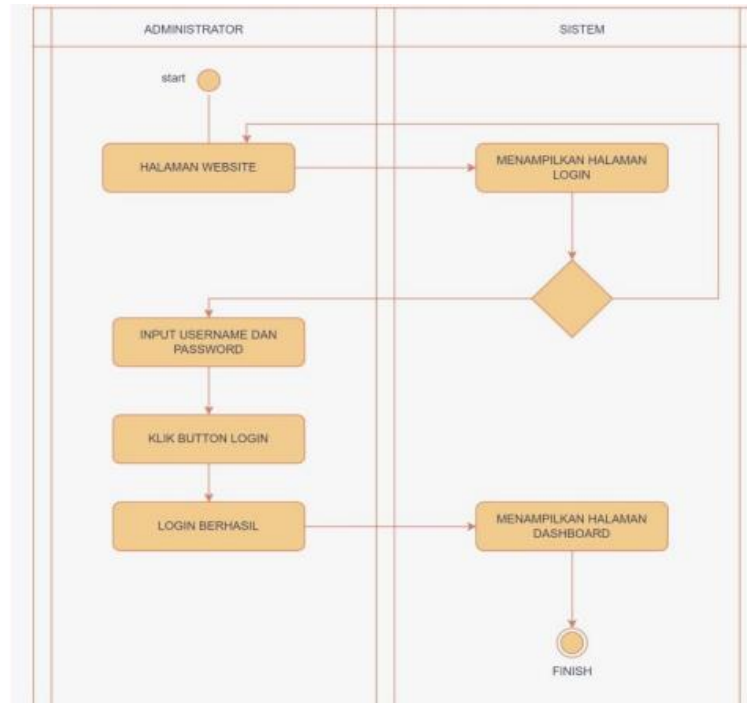 ADMINISTRATOR
SISTEM
start
HALAMAN WEBSITE
MENAMPILKAN HALAMAN
LOGIN
INPUT USERNAME DAN
PASSWORD
KLIK BUTTON LOGIN
LOGIN BERHASIL
MENAMPILKAN HALAMAN
DASHBOARD
FINISH